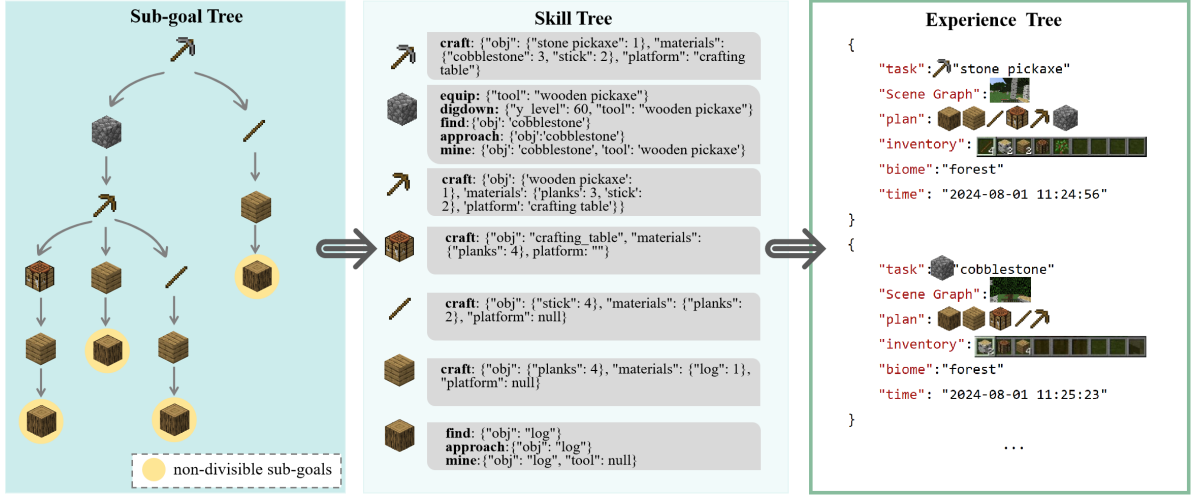 Sub-goal Tree
non-divisible sub-goals
Skill Tree
craft: {"obj": {"stone pickaxe": 1}, "materials":
{"cobblestone": 3, "stick": 2}, "platform": "crafting
table"}
equip: {"tool": "wooden pickaxe"}
digdown: {"y_level": 60, "tool": "wooden pickaxe"}
find:{'obj': 'cobblestone'}
approach: {'obj':'cobblestone'}
mine: {'obj': 'cobblestone', 'tool': 'wooden pickaxe'}
craft: {'obj': {'wooden pickaxe':
1}, 'materials': {'planks': 3, 'stick':
2}, 'platform': 'crafting table'}}
craft: {"obj": "crafting_table", "materials":
{"planks": 4}, platform: ""}
craft: {"obj": {"stick": 4}, "materials": {"planks":
2}, "platform": null}
craft: {"obj": {"planks": 4}, "materials": {"log": 1},
"platform": null}
find: {"obj": "log"}
approach:{"obj": "log"}
mine:{"obj": "log", "tool": null}
Experience Tree
{
"task": "stone pickaxe"
"Scene Graph":
"plan":
"inventory": 4 2 2
"biome":"forest"
"time": "2024-08-01 11:24:56"
}
{
"task": "cobblestone"
"Scene Graph":
"plan":
"inventory": 4
"biome":"forest"
"time": "2024-08-01 11:25:23"
}
...